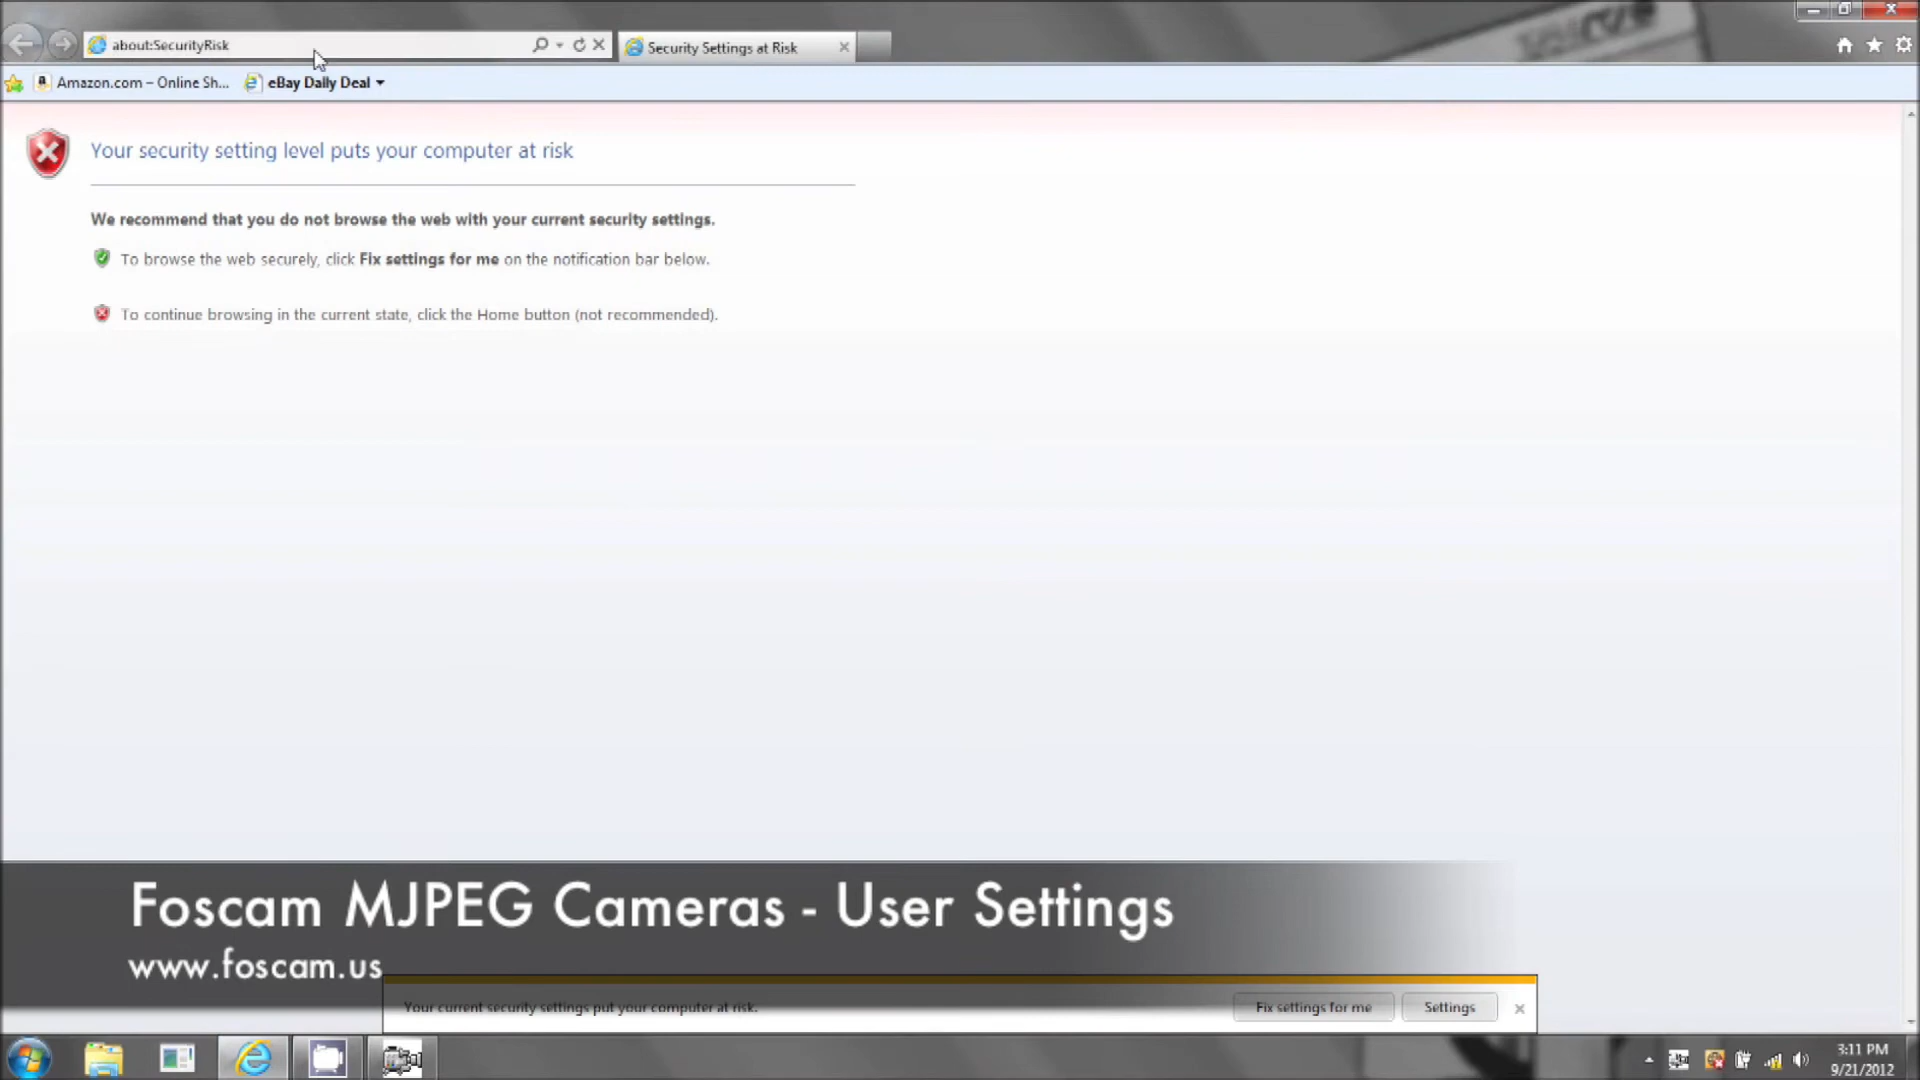 about:SecurityRisk
Security Settings at Risk
Amazon.com – Online Sh...
eBay Daily Deal
Your security setting level puts your computer at risk
We recommend that you do not browse the web with your current security settings.
To browse the web securely, click Fix settings for me on the notification bar below.
To continue browsing in the current state, click the Home button (not recommended).
Foscam MJPEG Cameras - User Settings
www.foscam.us
Your current security settings put your computer at risk.
Fix settings for me
Settings
3:11 PM
9/21/2012